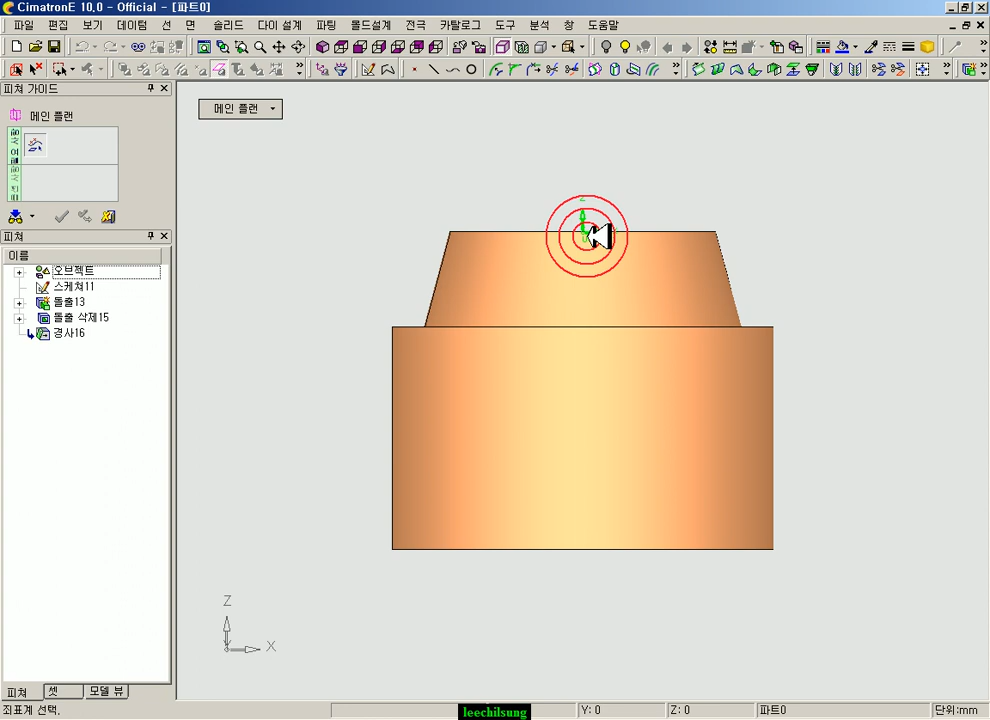 CimatronE 10,0 - Official - [파트0]
파일 편집 보기 데이텀 선 면 솔리드 다이 설계 파팅 몰드설계 전극 카탈로그 도구 분석 창 도움말
피쳐 가이드
메인 플랜
메인 플랜
피쳐
이름
오브젝트
스케쳐11
돌출13
돌출 삭제15
경사16
Z
X
피쳐 셋 모델 뷰
좌표계 선택.
leechilsung
Y: 0
Z: 0
파트0
단위:mm